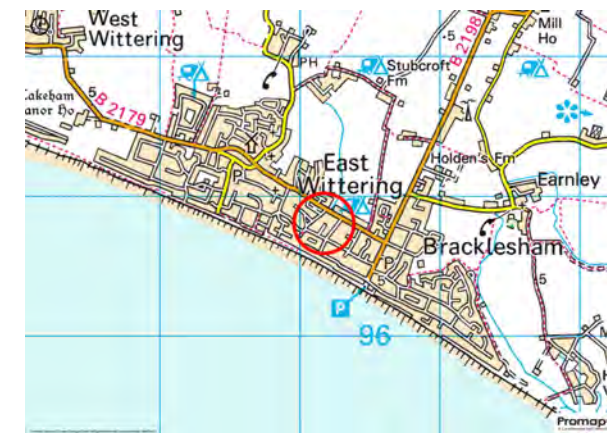 West
Wittering
Mill
Ho
B 2198
PH
Stubcroft
Fm
5
5
B 2179
anor Ho
Holden's Fm
East
Wittering
P
Earnley
Bracklesham
P
5
5
P
96
Promap